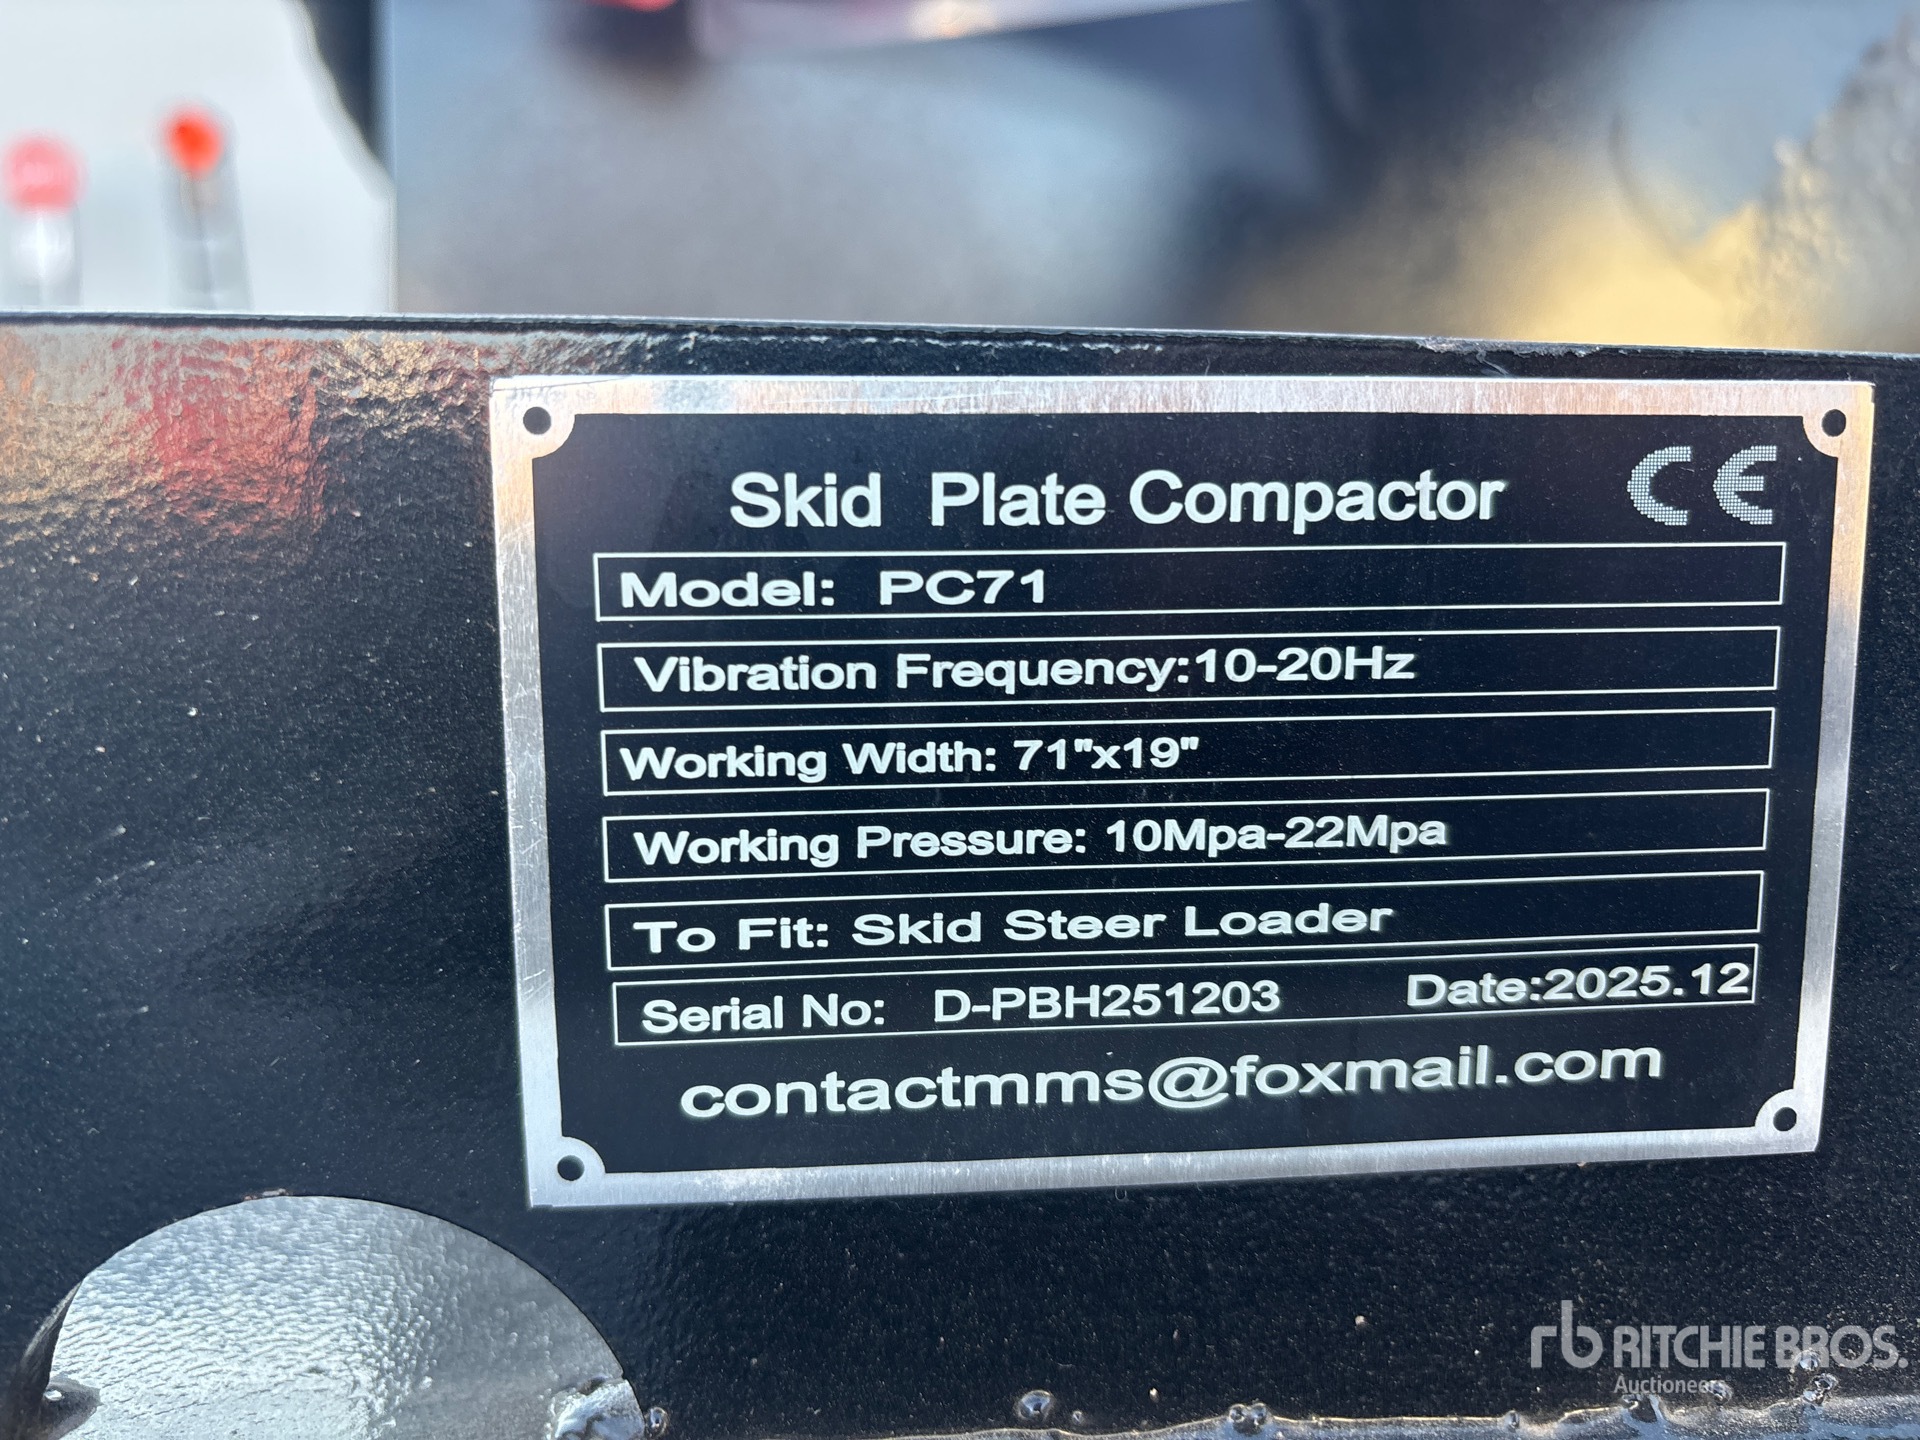 Skid Plate Compactor CE
Model: PC71
Vibration Frequency:10-20Hz
Working Width: 71"x19"
Working Pressure: 10Mpa-22Mpa
To Fit: Skid Steer Loader
Serial No: D-PBH251203 Date:2025.12
contactmms@foxmail.com
rb RITCHIE BROS.
Auctioneers